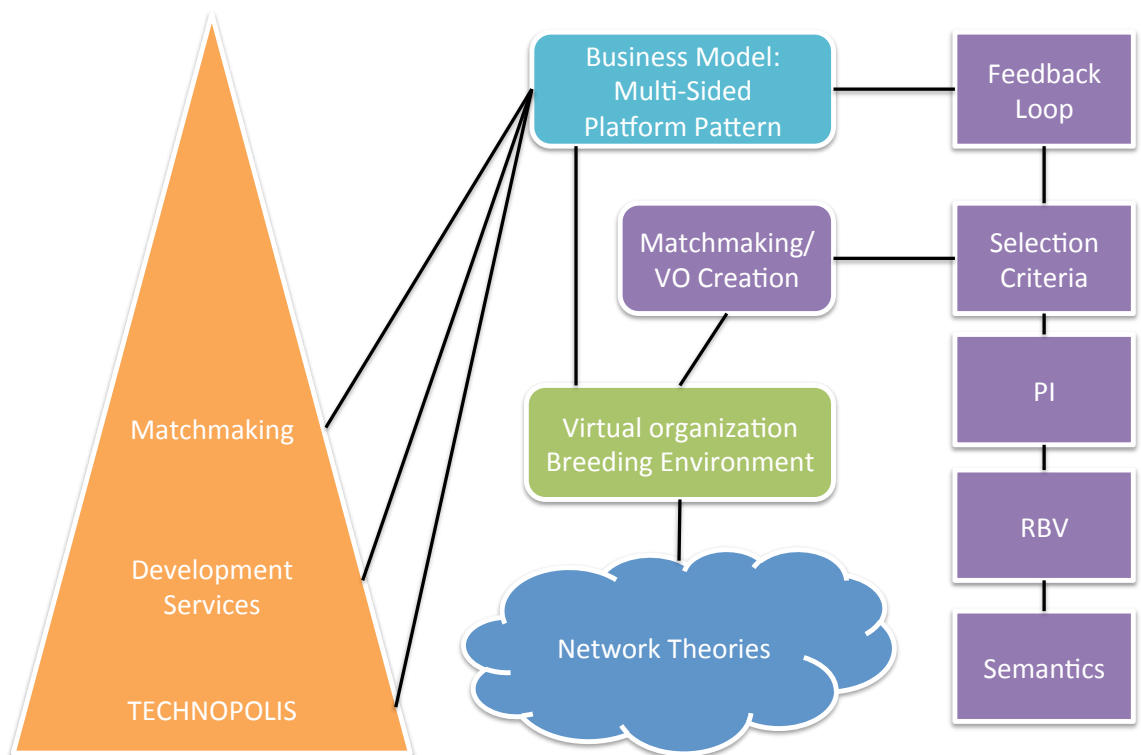 Business Model:
Multi-Sided
Platform Pattern
Feedback
Loop
Matchmaking/
VO Creation
Selection
Criteria
Matchmaking
Virtual organization
Breeding Environment
PI
RBV
Development
Services
Network Theories
Semantics
TECHNOPOLIS